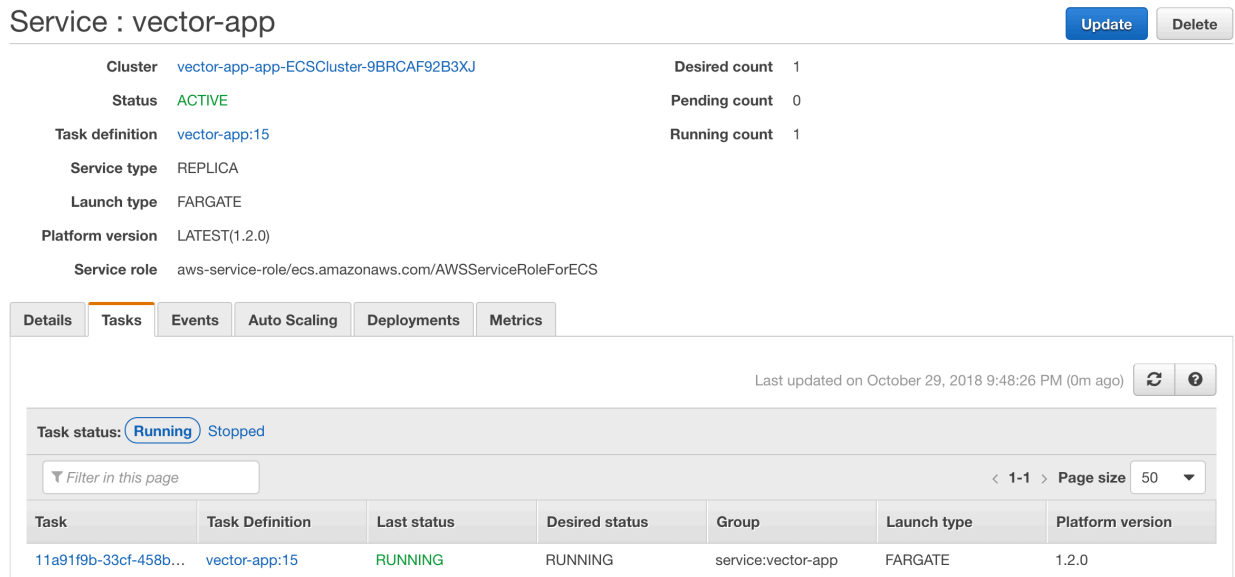 Service : vector-app
Update
Delete
Cluster vector-app-app-ECSCluster-9BRCAF92B3XJ Desired count 1
Status ACTIVE Pending count 0
Task definition vector-app:15 Running count 1
Service type REPLICA
Launch type FARGATE
Platform version LATEST(1.2.0)
Service role aws-service-role/ecs.amazonaws.com/AWSServiceRoleForECS
Details Tasks Events Auto Scaling Deployments Metrics
Last updated on October 29, 2018 9:48:26 PM (0m ago)
Task status: Running Stopped
Filter in this page
1-1 Page size 50
Task Task Definition Last status Desired status Group Launch type Platform version
11a91f9b-33cf-458b... vector-app:15 RUNNING RUNNING service:vector-app FARGATE 1.2.0